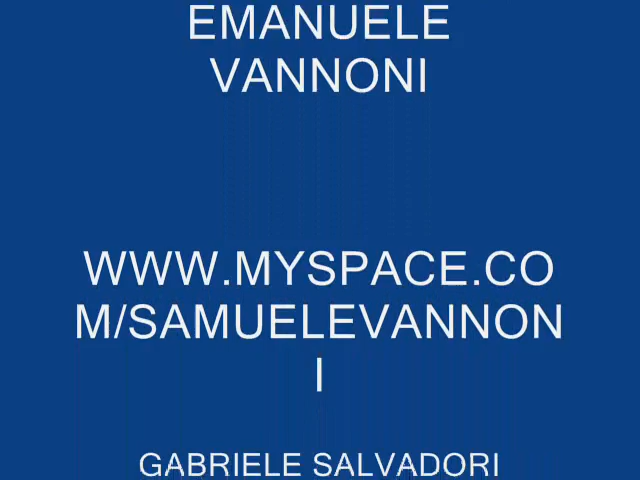 EMANUELE
VANNONI
WWW.MYSPACE.CO
M/SAMUELEVANNON
I
GABRIELE SALVADORI